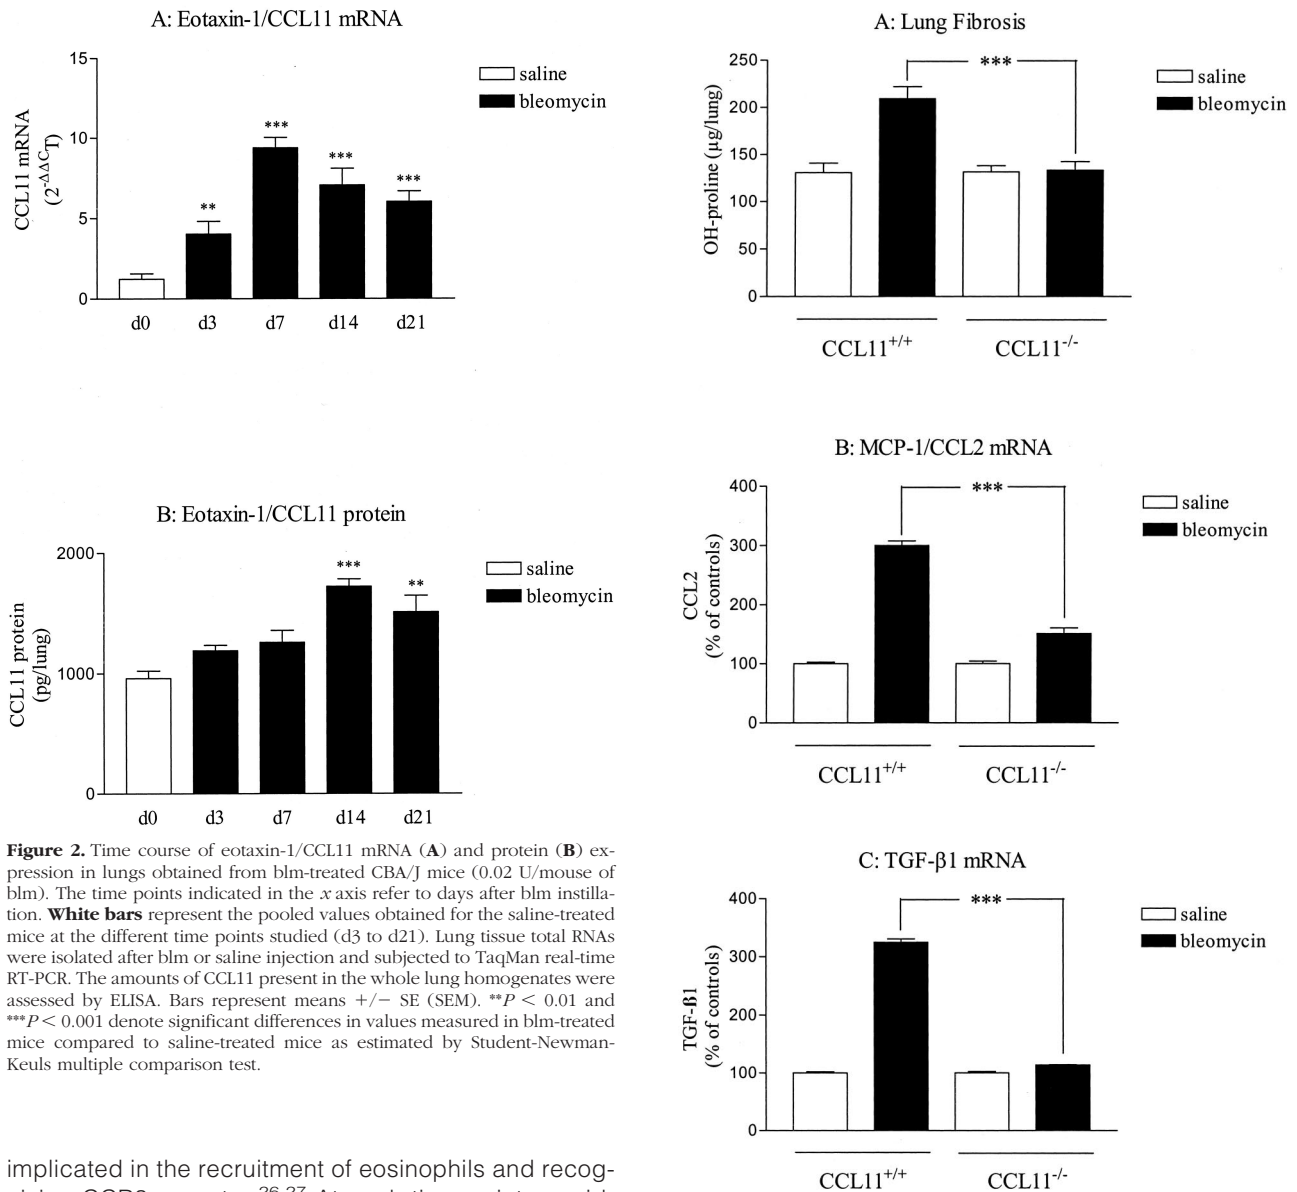 A: Eotaxin-1/CCL11 mRNA
15
10
5
0
CCL11 mRNA
(2^-ΔΔCT)
saline
bleomycin
**
***
***
***
d0 d3 d7 d14 d21
B: Eotaxin-1/CCL11 protein
2000
1000
0
CCL11 protein
(pg/lung)
saline
bleomycin
***
**
d0 d3 d7 d14 d21
Figure 2. Time course of eotaxin-1/CCL11 mRNA (A) and protein (B) ex-
pression in lungs obtained from blm-treated CBA/J mice (0.02 U/mouse of
blm). The time points indicated in the x axis refer to days after blm instilla-
tion. White bars represent the pooled values obtained for the saline-treated
mice at the different time points studied (d3 to d21). Lung tissue total RNAs
were isolated after blm or saline injection and subjected to TaqMan real-time
RT-PCR. The amounts of CCL11 present in the whole lung homogenates were
assessed by ELISA. Bars represent means +/− SE (SEM). **P < 0.01 and
***P < 0.001 denote significant differences in values measured in blm-treated
mice compared to saline-treated mice as estimated by Student-Newman-
Keuls multiple comparison test.
implicated in the recruitment of eosinophils and recog-
A: Lung Fibrosis
250
200
150
100
50
0
OH-proline (µg/lung)
***
saline
bleomycin
CCL11+/+ CCL11-/-
B: MCP-1/CCL2 mRNA
400
300
200
100
0
CCL2
(% of controls)
***
saline
bleomycin
CCL11+/+ CCL11-/-
C: TGF-β1 mRNA
400
300
200
100
0
TGF-ß1
(% of controls)
***
saline
bleomycin
CCL11+/+ CCL11-/-